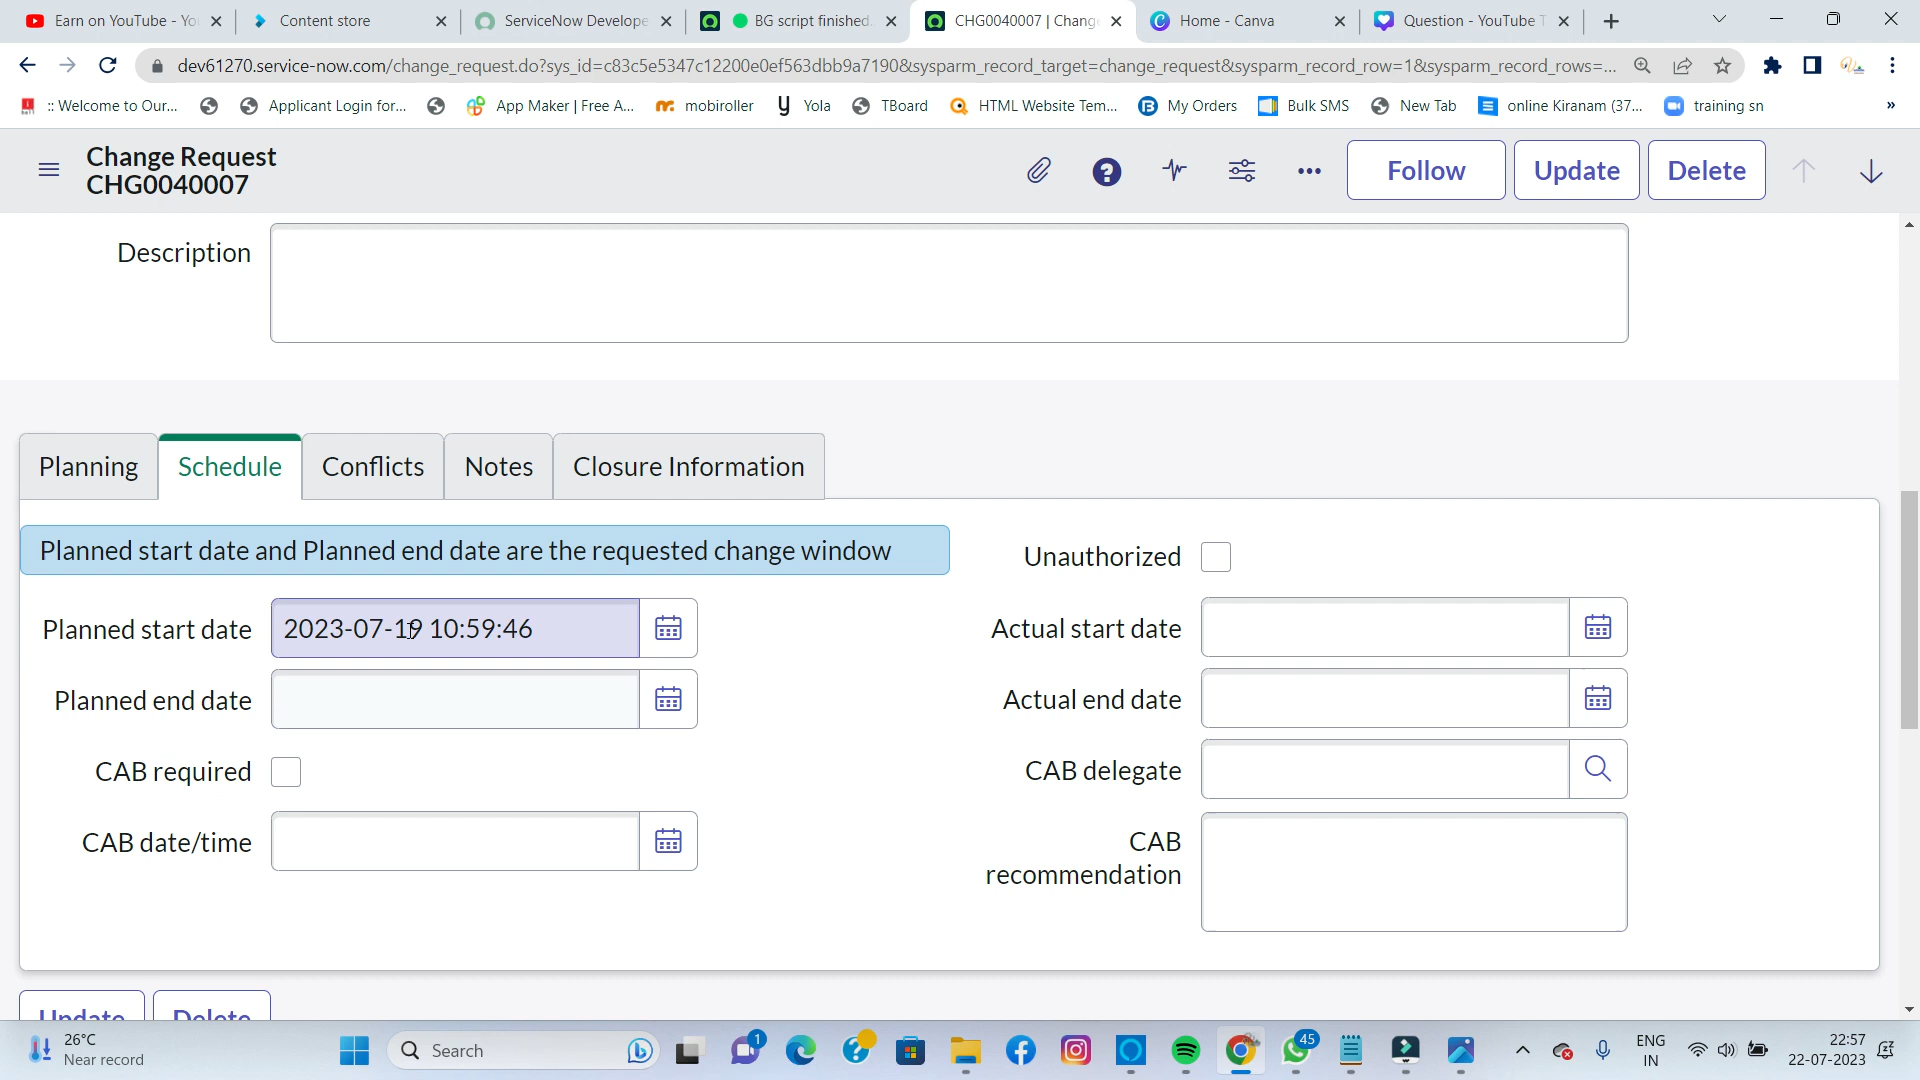 Earn on YouTube - Yo
Content store
ServiceNow Develope
BG script finished.
CHG0040007 | Chang
Home - Canva
Question - YouTube T
dev61270.service-now.com/change_request.do?sys_id=c83c5e5347c12200e0ef563dbb9a7190&sysparm_record_target=change_request&sysparm_record_row=1&sysparm_record_rows=...
:: Welcome to Our...
Applicant Login for...
App Maker | Free A...
mobiroller
Yola
TBoard
HTML Website Tem...
My Orders
Bulk SMS
New Tab
online Kiranam (37...
training sn
»
Change Request
CHG0040007
Follow
Update
Delete
Description
Planning
Schedule
Conflicts
Notes
Closure Information
Planned start date and Planned end date are the requested change window
Unauthorized
Planned start date
2023-07-19 10:59:46
Actual start date
Planned end date
Actual end date
CAB required
CAB delegate
CAB date/time
CAB
recommendation
Update
Delete
26°C
Near record
Search
1
45
ENG
IN
22:57
22-07-2023